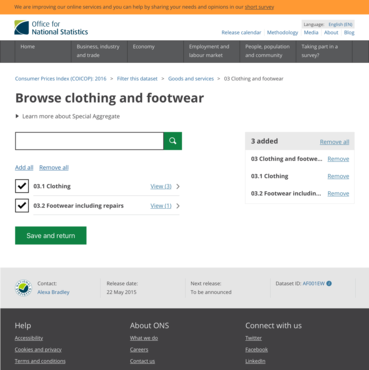 We are improving our online services and you can help by sharing your needs and opinions in our short survey
Office for
National Statistics
Language: English (EN)
Release calendar Methodology Media About Blog
Home
Business, industry and trade
Economy
Employment and labour market
People, population and community
Taking part in a survey?
Consumer Prices Index (COICOP): 2016 > Filter this dataset > Goods and services > 03 Clothing and footwear
Browse clothing and footwear
Learn more about Special Aggregate
3 added Remove all
03 Clothing and footwe... Remove
03.1 Clothing Remove
03.2 Footwear includin... Remove
Add all Remove all
03.1 Clothing View (3) >
03.2 Footwear including repairs View (1) >
Save and return
Contact:
Alexa Bradley
Release date:
22 May 2015
Next release:
To be announced
Dataset ID: AF001EW
Help
Accessibility
Cookies and privacy
Terms and conditions
About ONS
What we do
Careers
Contact us
Connect with us
Twitter
Facebook
LinkedIn